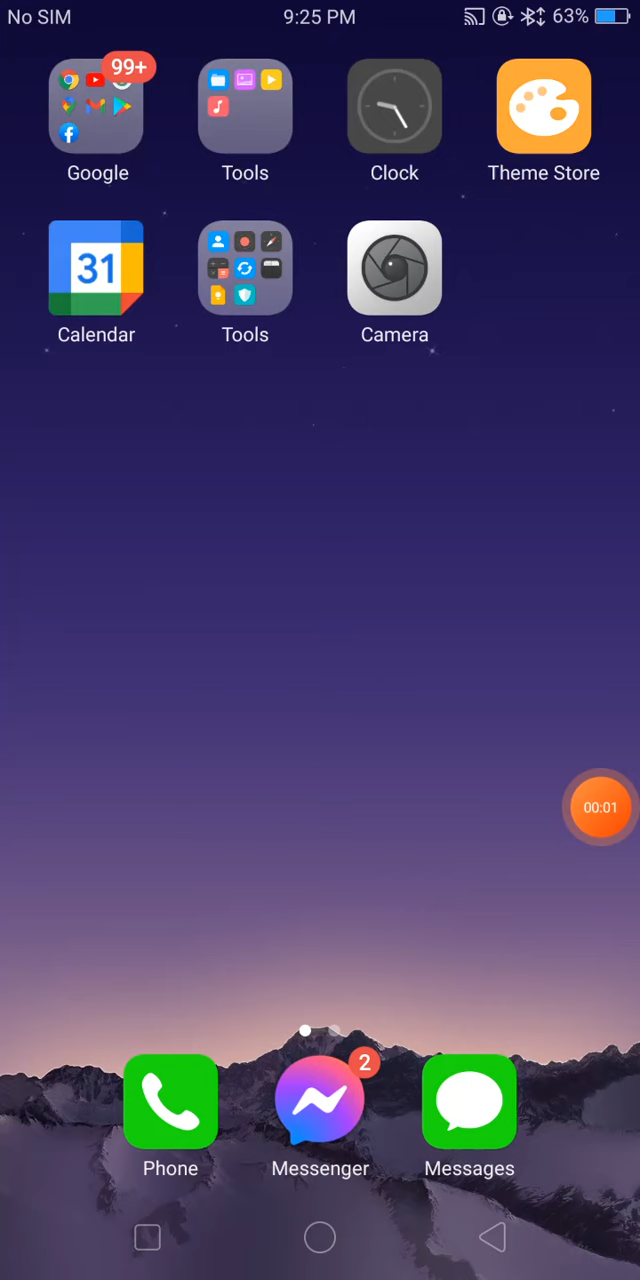 No SIM 9:25 PM 63%
99+
Google Tools Clock Theme Store
31
Calendar Tools Camera
00:01
2
Phone Messenger Messages